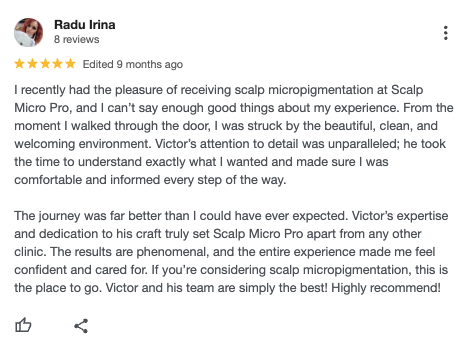 Radu Irina
8 reviews
Edited 9 months ago
I recently had the pleasure of receiving scalp micropigmentation at Scalp
Micro Pro, and I can't say enough good things about my experience. From the
moment I walked through the door, I was struck by the beautiful, clean, and
welcoming environment. Victor's attention to detail was unparalleled; he took
the time to understand exactly what I wanted and made sure I was
comfortable and informed every step of the way.
The journey was far better than I could have ever expected. Victor's expertise
and dedication to his craft truly set Scalp Micro Pro apart from any other
clinic. The results are phenomenal, and the entire experience made me feel
confident and cared for. If you're considering scalp micropigmentation, this is
the place to go. Victor and his team are simply the best! Highly recommend!